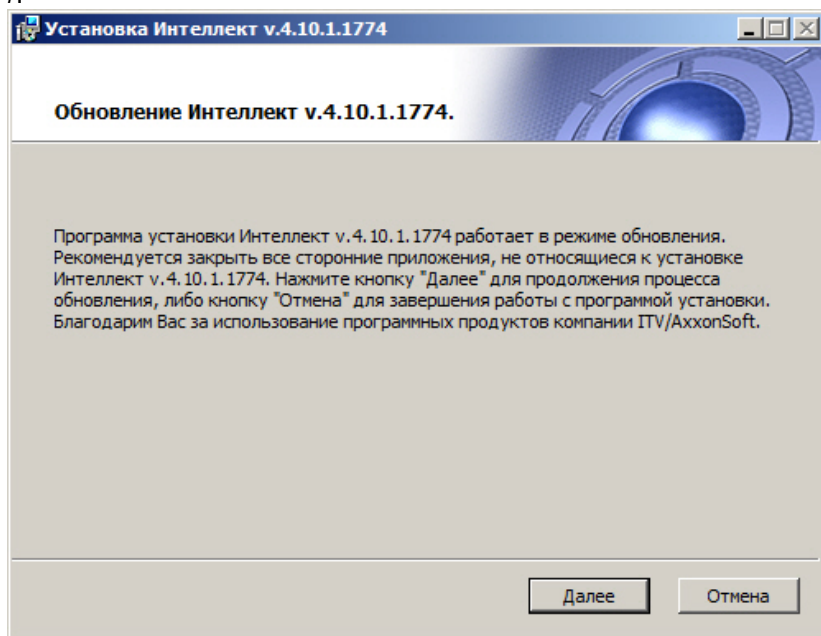 Установка Интеллект v.4.10.1.1774
Обновление Интеллект v.4.10.1.1774.
Программа установки Интеллект v.4.10.1.1774 работает в режиме обновления.
Рекомендуется закрыть все сторонние приложения, не относящиеся к установке
Интеллект v.4.10.1.1774. Нажмите кнопку "Далее" для продолжения процесса
обновления, либо кнопку "Отмена" для завершения работы с программой установки.
Благодарим Вас за использование программных продуктов компании ITV/AxxonSoft.
Далее
Отмена